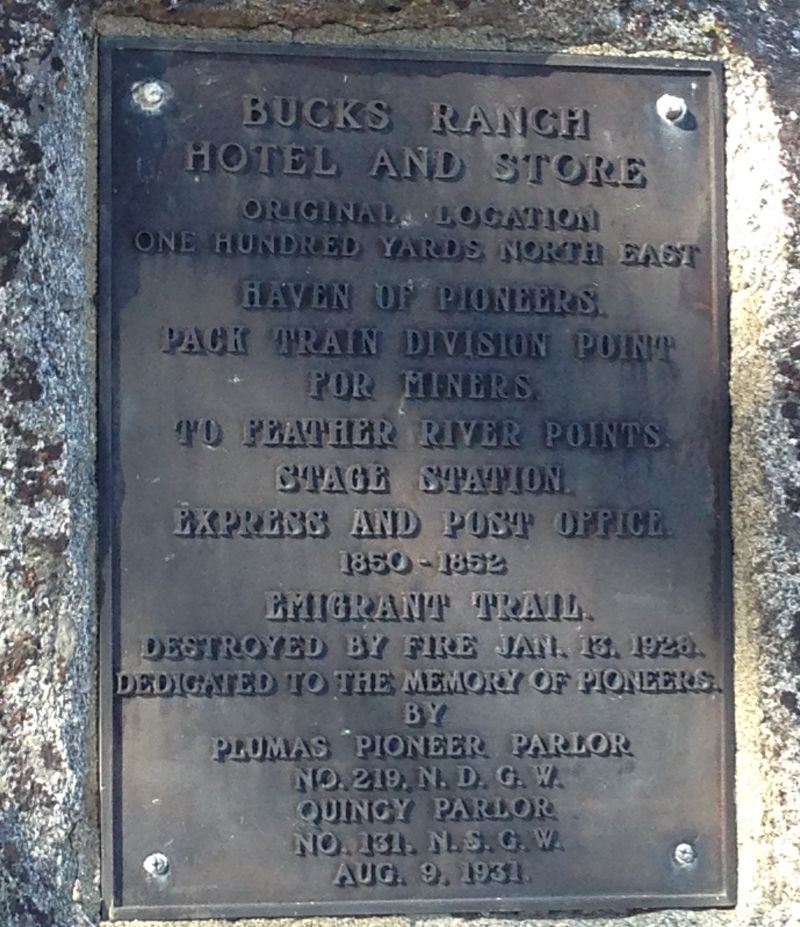 BUCKS RANCH
HOTEL AND STORE
ORIGINAL LOCATION
ONE HUNDRED YARDS NORTH EAST
HAVEN OF PIONEERS.
PACK TRAIN DIVISION POINT
FOR MINERS.
TO FEATHER RIVER POINTS.
STAGE STATION.
EXPRESS AND POST OFFICE.
1850-1852
EMIGRANT TRAIL.
DESTROYED BY FIRE JAN. 13, 1928.
DEDICATED TO THE MEMORY OF PIONEERS.
BY
PLUMAS PIONEER PARLOR
NO. 219, N. D. G. W.
QUINCY PARLOR
NO. 131. N. S. G. W.
AUG. 9, 1931.